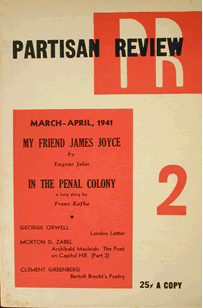 PR
PARTISAN REVIEW
MARCH-APRIL, 1941
MY FRIEND JAMES JOYCE
by
Eugene Jolas
IN THE PENAL COLONY
a long story by
Franz Kafka
2
GEORGE ORWELL
London Letter
MORTON D. ZABEL
Archibald Macleish: The Poet
on Capitol Hill (Part 2)
CLEMENT GREENBERG
Bertolt Brecht's Poetry
25¢ A COPY